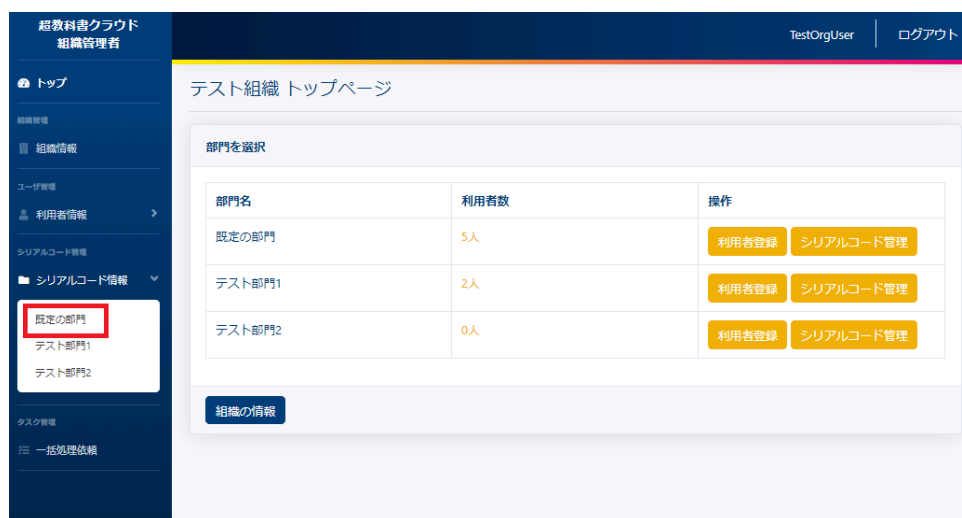 超教科書クラウド
組織管理者
TestOrgUser
ログアウト
トップ
組織管理
組織情報
ユーザ管理
利用者情報
シリアルコード管理
シリアルコード情報
既定の部門
テスト部門1
テスト部門2
タスク管理
一括処理依頼
テスト組織 トップページ
部門を選択
部門名 利用者数 操作
既定の部門 5人 利用者登録 シリアルコード管理
テスト部門1 2人 利用者登録 シリアルコード管理
テスト部門2 0人 利用者登録 シリアルコード管理
組織の情報